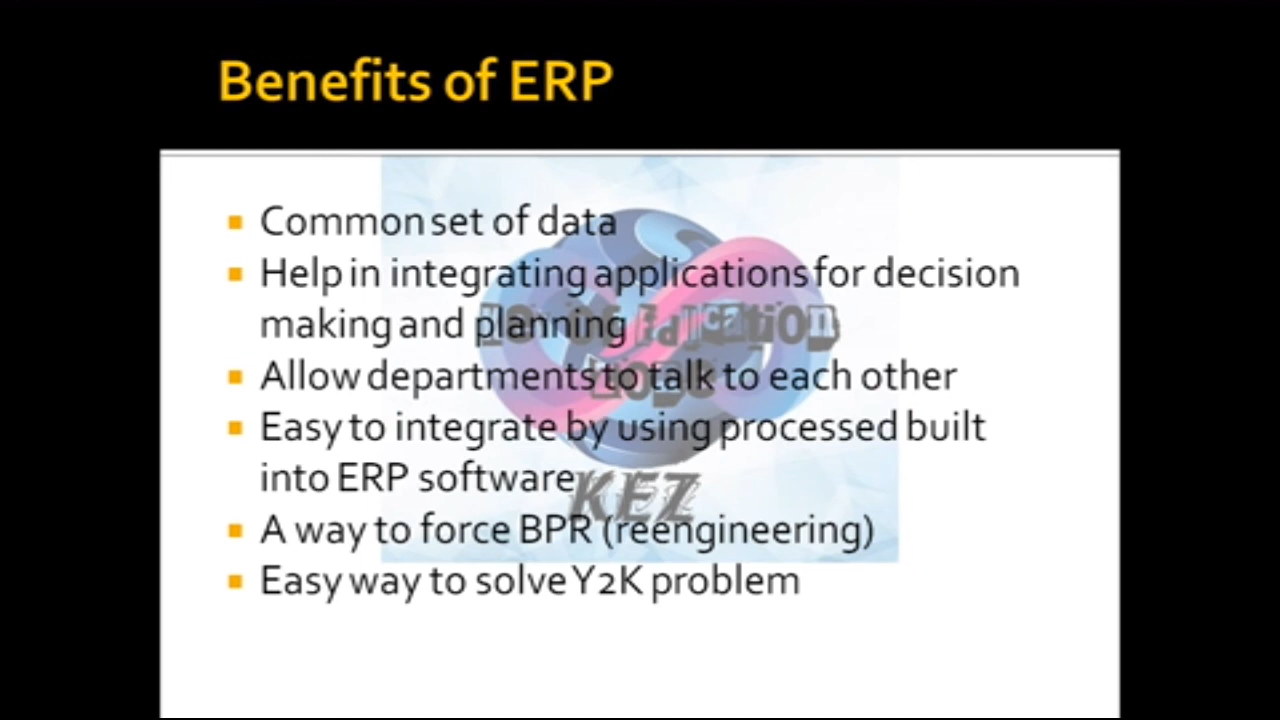 Benefits of ERP
Common set of data
Help in integrating applications for decision
making and planning
Allow departments to talk to each other
Easy to integrate by using processed built
into ERP software
KEZ
A way to force BPR (reengineering)
Easy way to solve Y2K problem